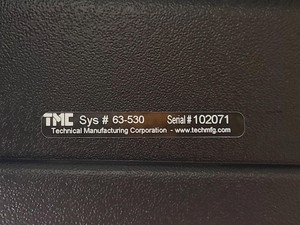 TMC Sys # 63-530 Serial # 102071
Technical Manufacturing Corporation - www.techmfg.com